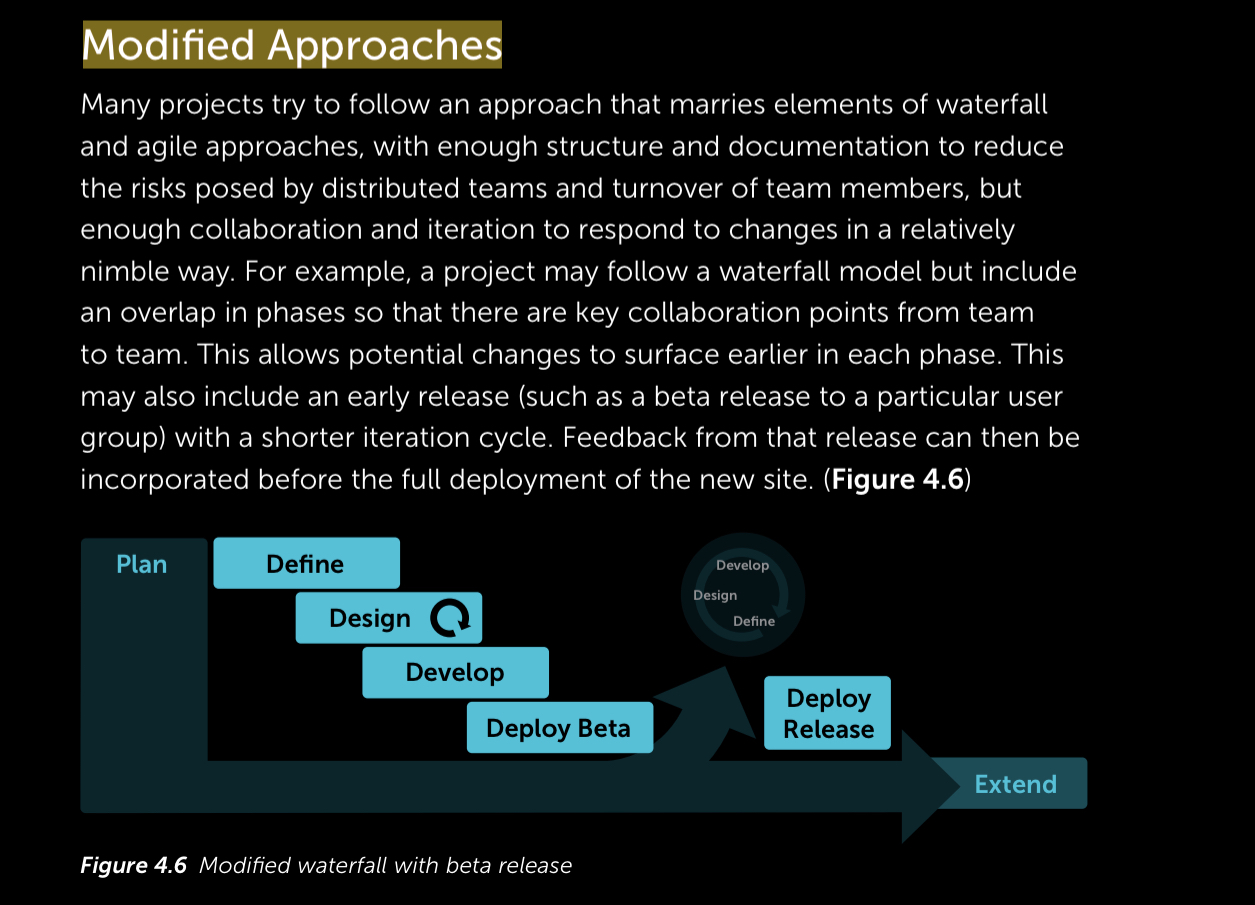 Modified Approaches
Many projects try to follow an approach that marries elements of waterfall
and agile approaches, with enough structure and documentation to reduce
the risks posed by distributed teams and turnover of team members, but
enough collaboration and iteration to respond to changes in a relatively
nimble way. For example, a project may follow a waterfall model but include
an overlap in phases so that there are key collaboration points from team
to team. This allows potential changes to surface earlier in each phase. This
may also include an early release (such as a beta release to a particular user
group) with a shorter iteration cycle. Feedback from that release can then be
incorporated before the full deployment of the new site. (Figure 4.6)
Plan
Define
Design
Develop
Deploy Beta
Develop
Design
Define
Deploy
Release
Extend
Figure 4.6 Modified waterfall with beta release